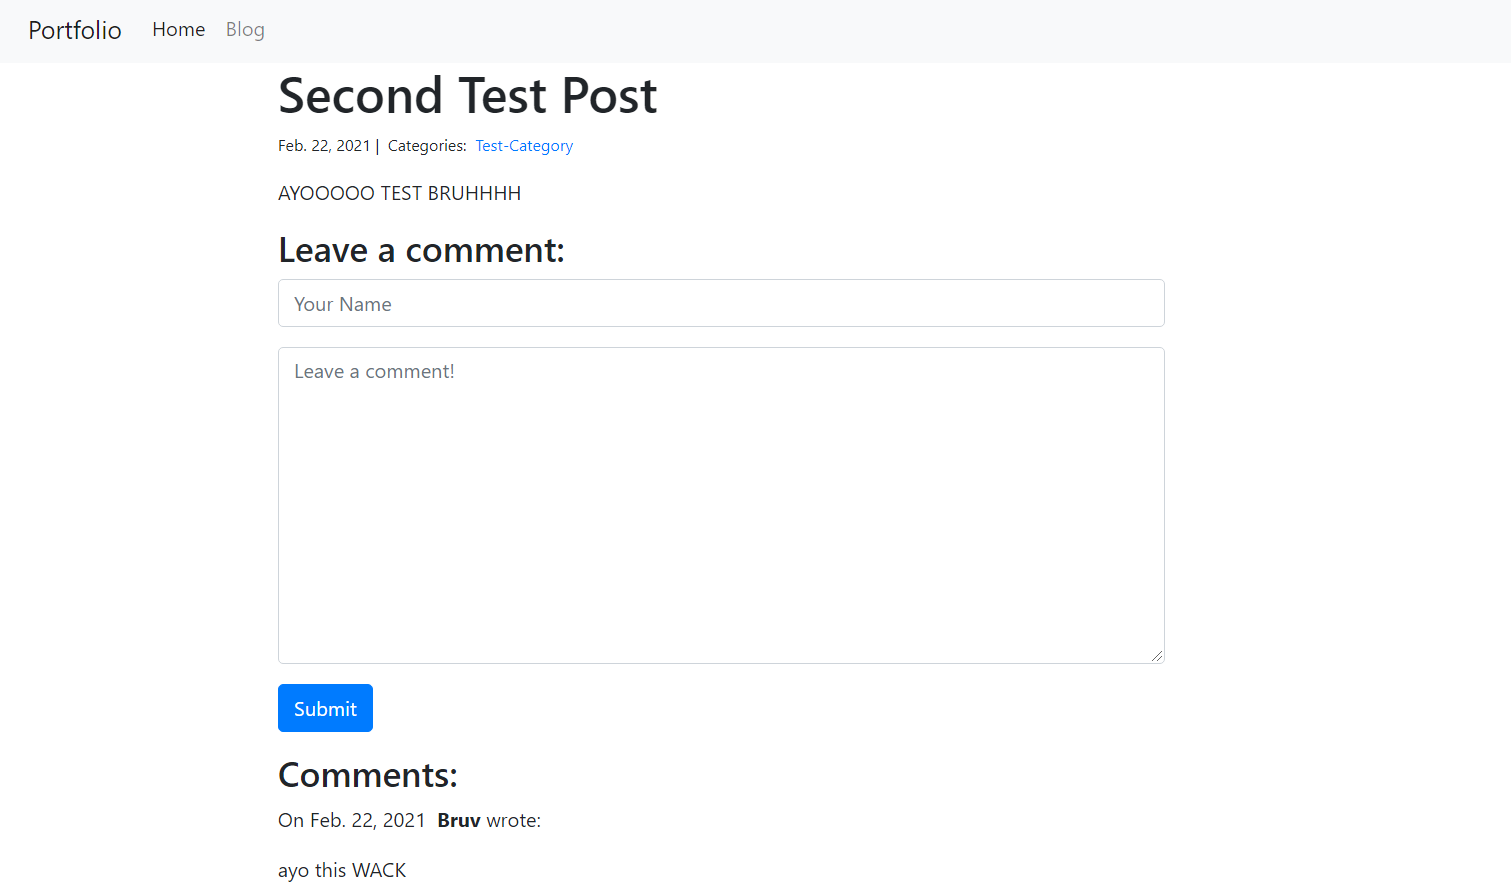 Portfolio Home Blog
Second Test Post
Feb. 22, 2021 | Categories: Test-Category
AYOOOOO TEST BRUHHHH
Leave a comment:
Your Name
Leave a comment!
Submit
Comments:
On Feb. 22, 2021 Bruv wrote:
ayo this WACK